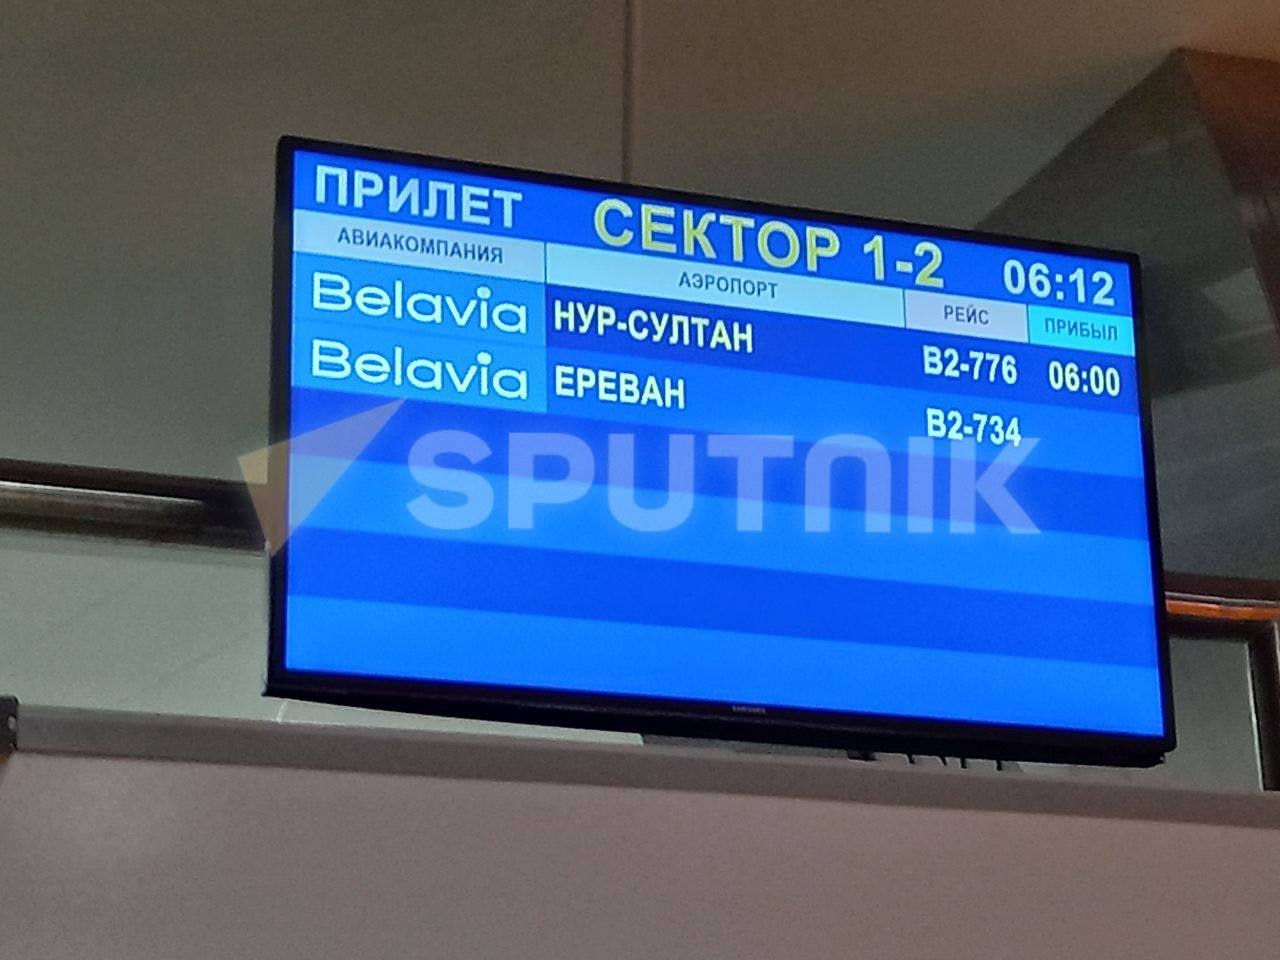 ПРИЛЕТ СЕКТОР 1-2 06:12
АВИАКОМПАНИЯ АЭРОПОРТ РЕЙС ПРИБЫЛ
Belavia НУР-СУЛТАН B2-776 06:00
Belavia ЕРЕВАН B2-734
SPUTNIK
SAMSUNG